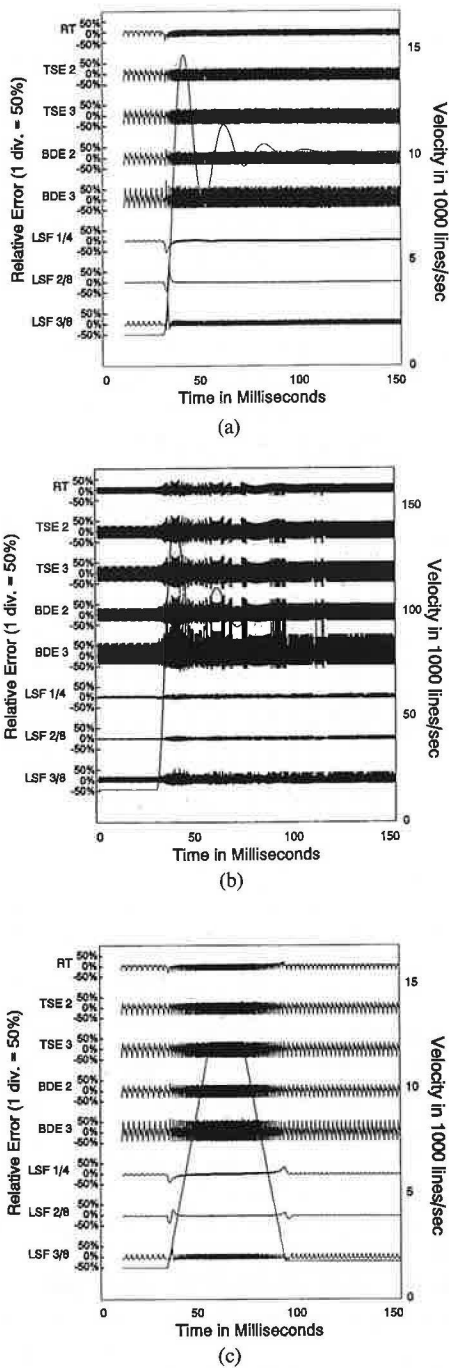 Relative Error (1 div. = 50%)
RT
50%
0%
-50%
TSE 2
50%
0%
-50%
TSE 3
50%
0%
-50%
BDE 2
50%
0%
-50%
BDE 3
50%
0%
-50%
LSF 1/4
50%
0%
-50%
LSF 2/8
50%
0%
-50%
LSF 3/8
50%
0%
-50%
15
10
5
0
Velocity in 1000 lines/sec
0
50
100
150
Time in Milliseconds
(a)
Relative Error (1 div. = 50%)
RT
50%
0%
TSE 2
50%
0%
-50%
TSE 3
50%
0%
-50%
BDE 2
50%
0%
-50%
BDE 3
50%
0%
-50%
LSF 1/4
50%
0%
-50%
LSF 2/8
50%
0%
-50%
LSF 3/8
50%
0%
-50%
150
100
50
0
Velocity in 1000 lines/sec
0
50
100
150
Time in Milliseconds
(b)
Relative Error (1 div. = 50%)
RT
50%
0%
-50%
TSE 2
50%
0%
-50%
TSE 3
50%
0%
-50%
BDE 2
50%
0%
-50%
BDE 3
50%
0%
-50%
LSF 1/4
50%
0%
-50%
LSF 2/8
50%
0%
-50%
LSF 3/8
50%
0%
-50%
15
10
5
0
Velocity in 1000 lines/sec
0
50
100
150
Time in Milliseconds
(c)